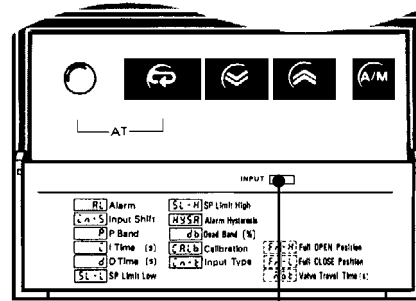 A/M
AT
INPUT
AL Alarm
in-S Input Shift
P P Band
i I Time (s)
d D Time (s)
SL-L SP Limit Low
SL-H SP Limit High
HYSA Alarm Hysteresis
db Dead Band (%)
CALb Calibration
in-t Input Type
Full OPEN Position
Full CLOSE Position
Valve Travel Time (s)